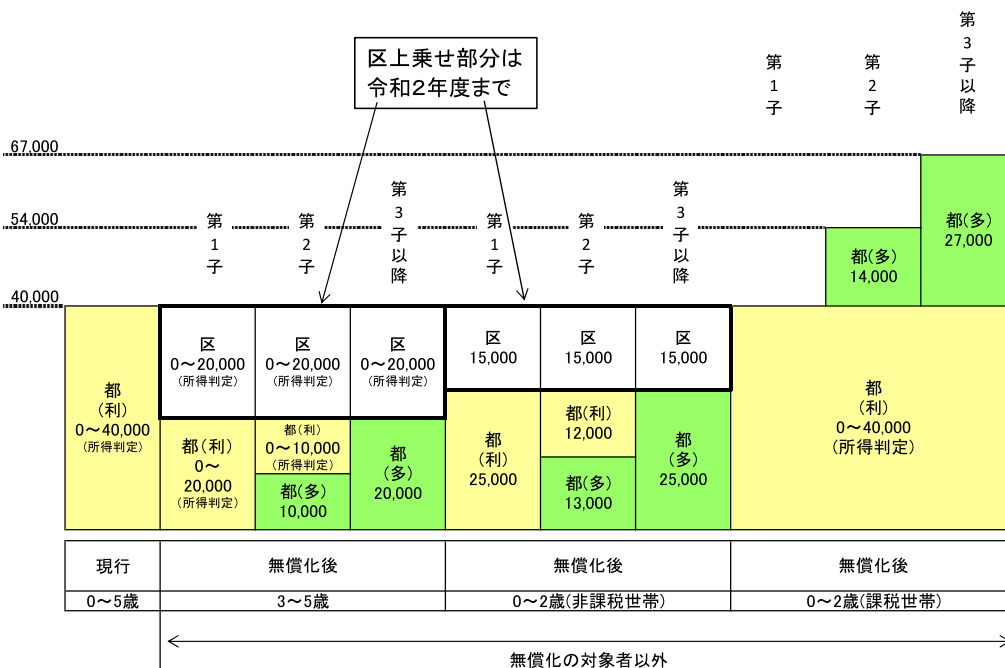 区上乗せ部分は
令和2年度まで
第1子
第2子
第3子以降
67,000
54,000
40,000
第1子
第2子
第3子以降
第1子
第2子
第3子以降
都(多)
27,000
都(多)
14,000
都
(利)
0～40,000
(所得判定)
区
0～20,000
(所得判定)
区
0～20,000
(所得判定)
区
0～20,000
(所得判定)
都(利)
0～
20,000
(所得判定)
都(利)
0～10,000
(所得判定)
都(多)
10,000
都
(多)
20,000
区
15,000
区
15,000
区
15,000
都
(利)
25,000
都(利)
12,000
都(多)
13,000
都
(多)
25,000
都
(利)
0～40,000
(所得判定)
現行
無償化後
無償化後
無償化後
0～5歳
3～5歳
0～2歳(非課税世帯)
0～2歳(課税世帯)
無償化の対象者以外